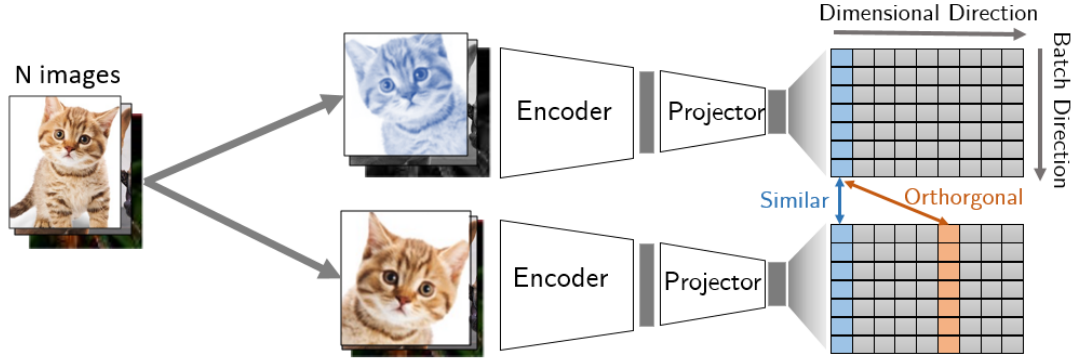 N images
Encoder
Projector
Dimensional Direction
Batch Direction
Similar
Orthorgonal
Encoder
Projector